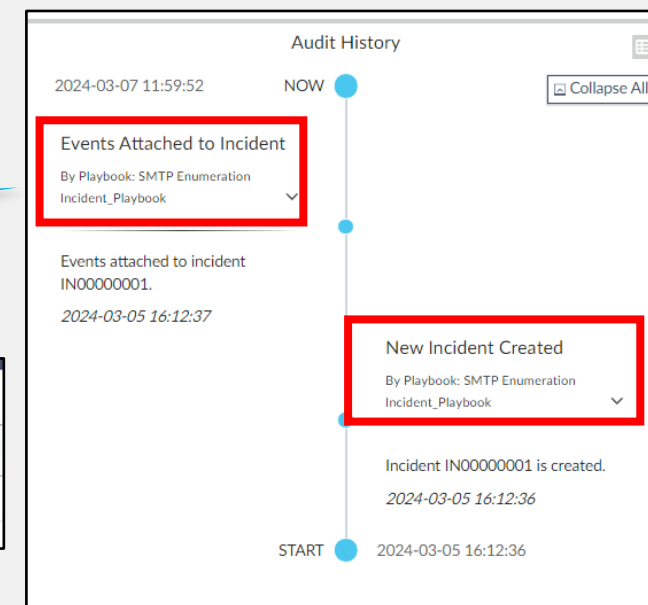 Audit History
2024-03-07 11:59:52
NOW
Collapse All
Events Attached to Incident
By Playbook: SMTP Enumeration
Incident_Playbook
Events attached to incident
IN00000001.
2024-03-05 16:12:37
New Incident Created
By Playbook: SMTP Enumeration
Incident_Playbook
Incident IN00000001 is created.
2024-03-05 16:12:36
START
2024-03-05 16:12:36